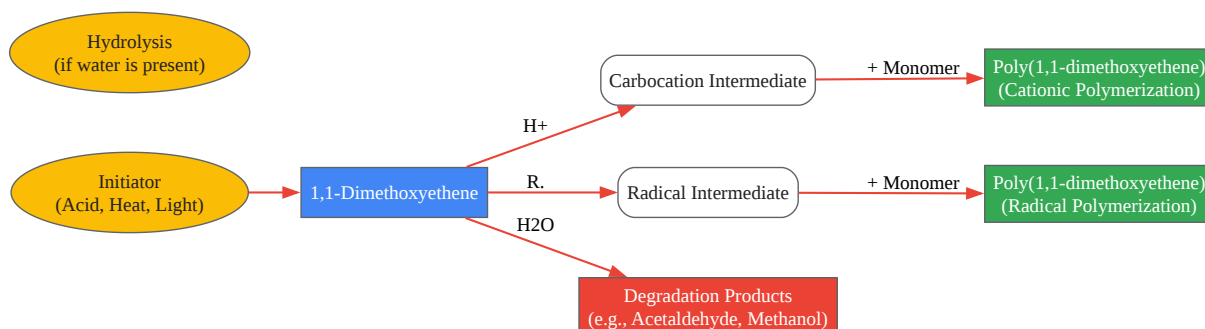 Hydrolysis
(if water is present)
Carbocation Intermediate
+ Monomer
Poly(1,1-dimethoxyethene)
(Cationic Polymerization)
H+
Initiator
(Acid, Heat, Light)
1,1-Dimethoxyethene
R.
Radical Intermediate
+ Monomer
Poly(1,1-dimethoxyethene)
(Radical Polymerization)
H2O
Degradation Products
(e.g., Acetaldehyde, Methanol)